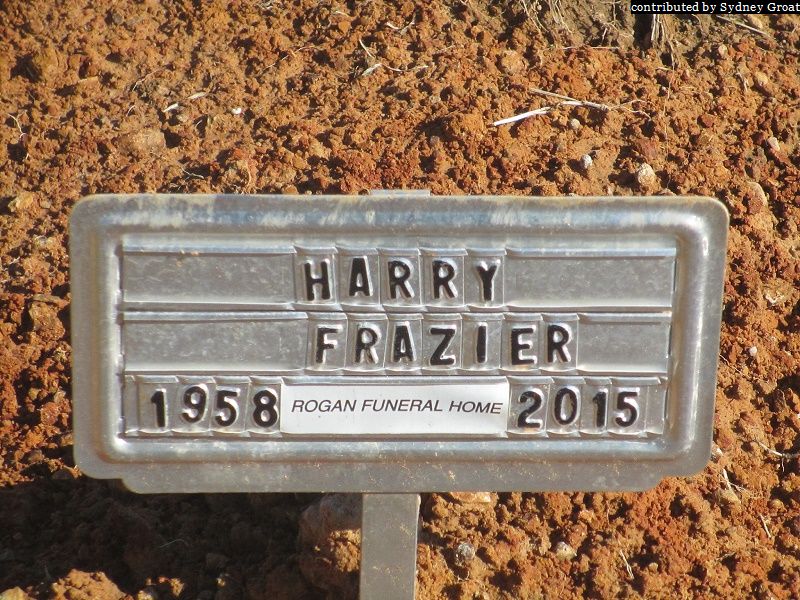 contributed by Sydney Groat
HARRY
FRAZIER
1958 ROGAN FUNERAL HOME 2015